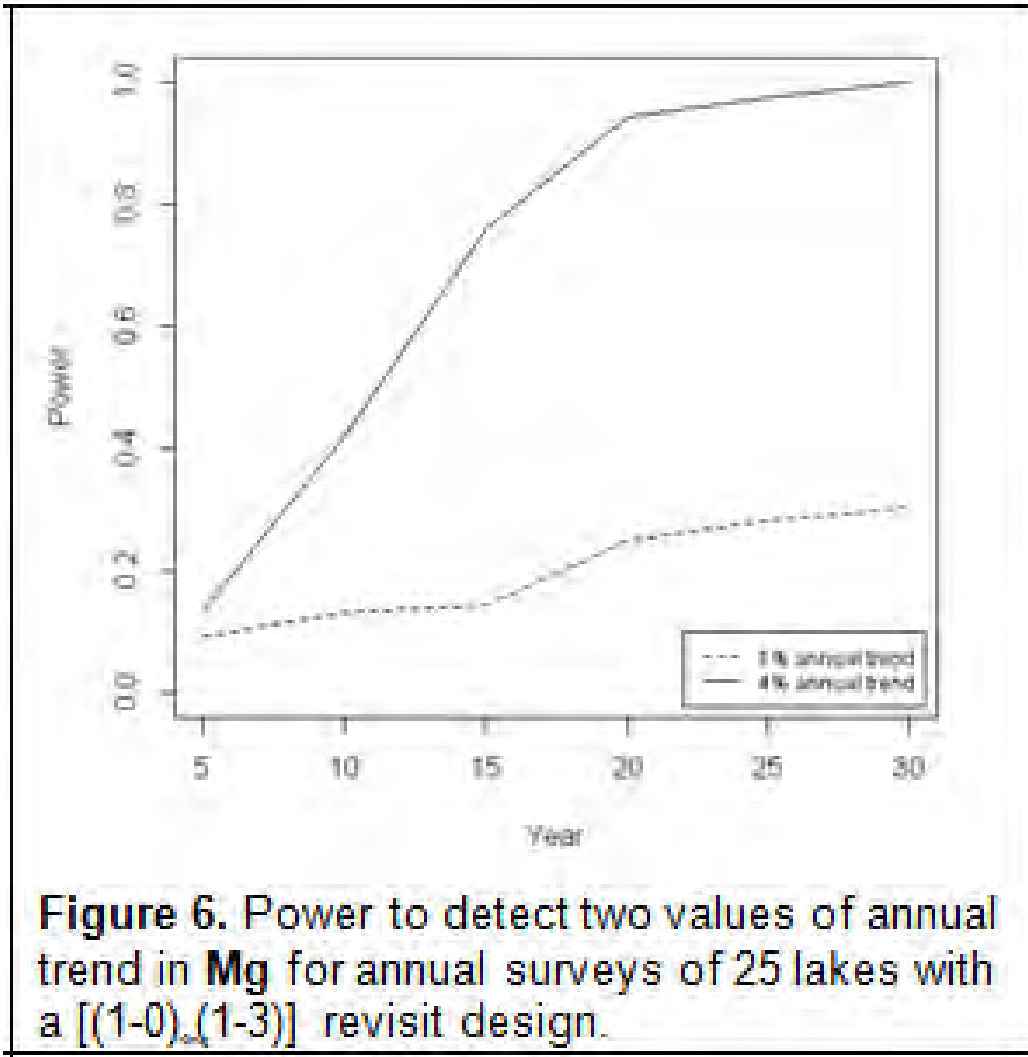 1.0
0.8
0.6
0.4
0.2
0.0
Power
1% annual trend
4% annual trend
5 10 15 20 25 30
Year
Figure 6. Power to detect two values of annual
trend in Mg for annual surveys of 25 lakes with
a [(1-0),(1-3)] revisit design.